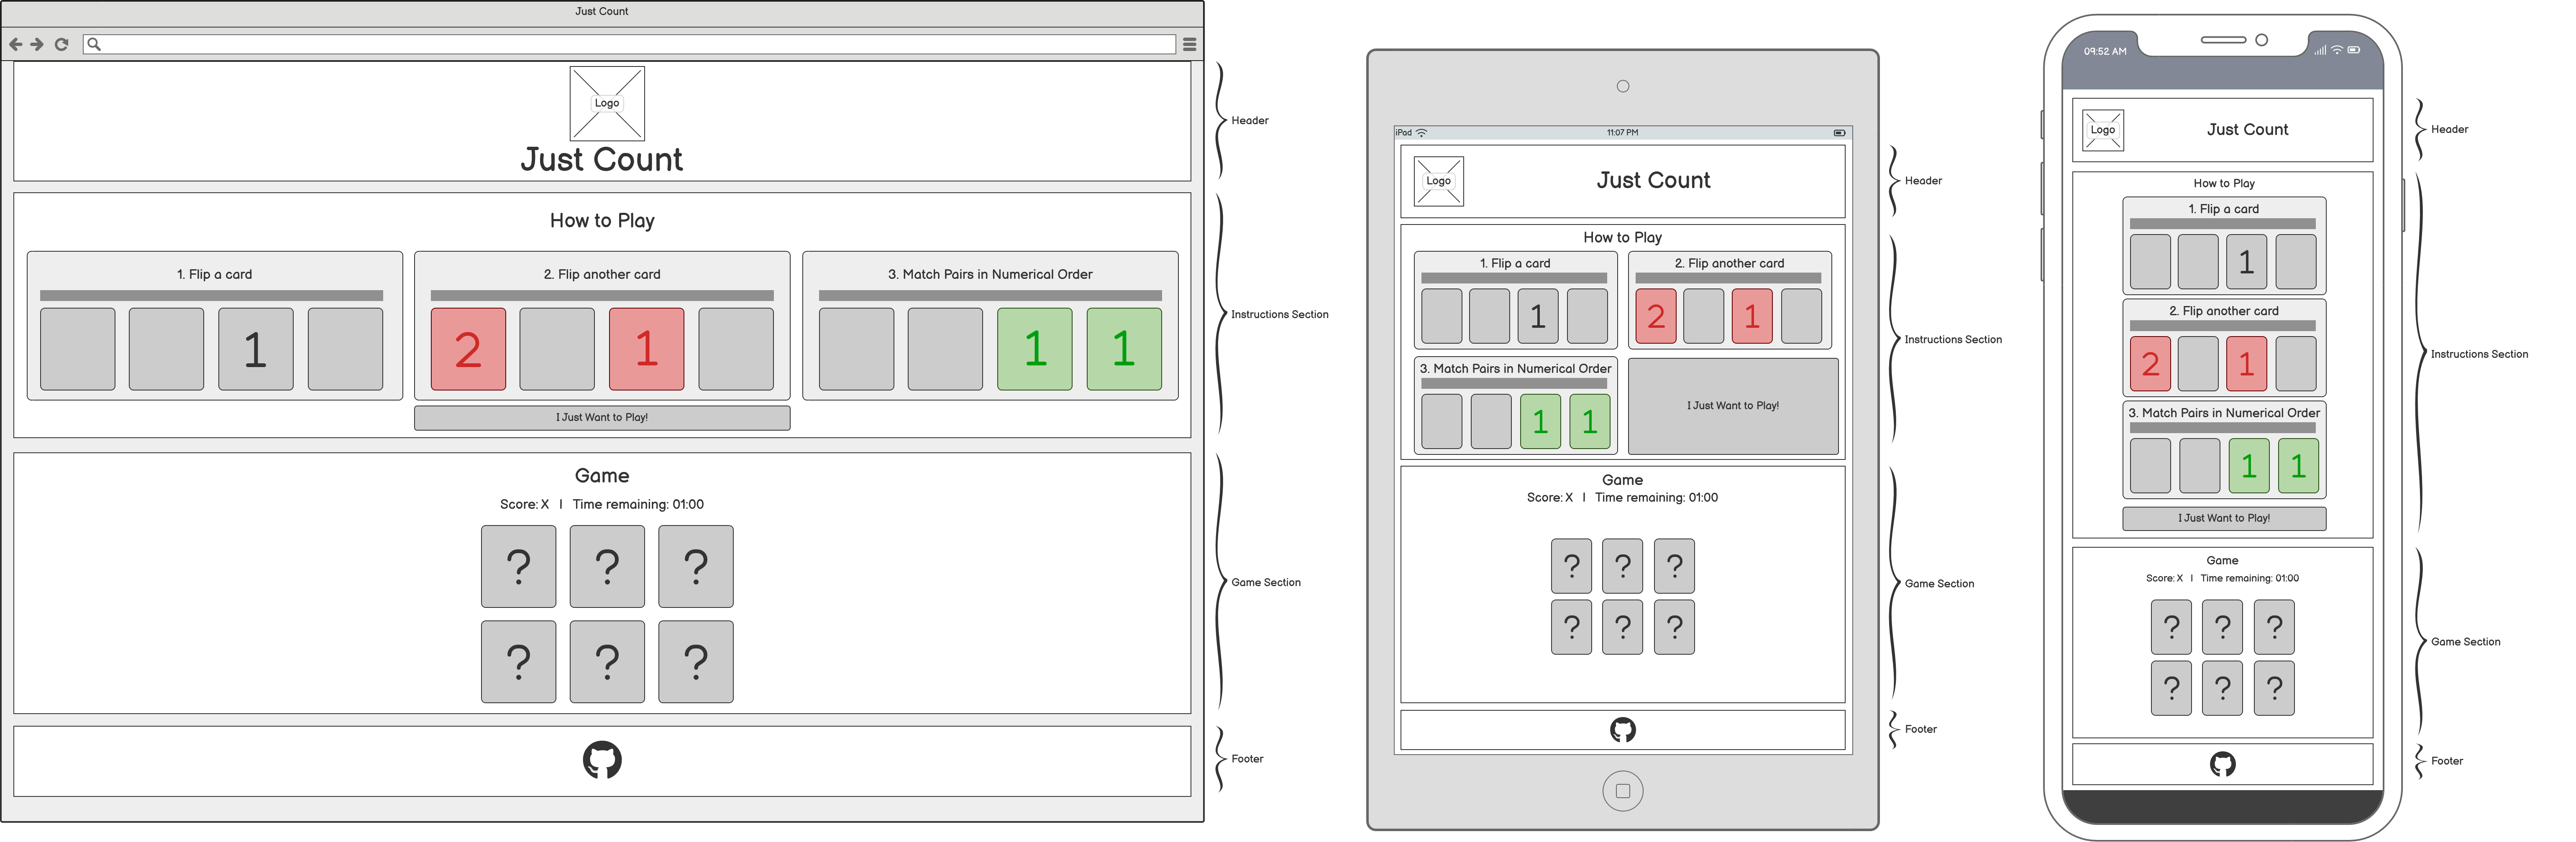 Just Count
Logo
Just Count
Header
How to Play
1. Flip a card
2. Flip another card
3. Match Pairs in Numerical Order
1
2
1
1
1
I Just Want to Play!
Instructions Section
Game
Score: X | Time remaining: 01:00
? ? ?
? ? ?
Game Section
Footer
iPad
11:07 PM
Logo
Just Count
Header
How to Play
1. Flip a card
2. Flip another card
1
2
1
3. Match Pairs in Numerical Order
1
1
I Just Want to Play!
Instructions Section
Game
Score: X | Time remaining: 01:00
? ? ?
? ? ?
Game Section
Footer
09:52 AM
Logo
Just Count
Header
How to Play
1. Flip a card
1
2. Flip another card
2
1
3. Match Pairs in Numerical Order
1
1
I Just Want to Play!
Instructions Section
Game
Score: X | Time remaining: 01:00
? ? ?
? ? ?
Game Section
Footer